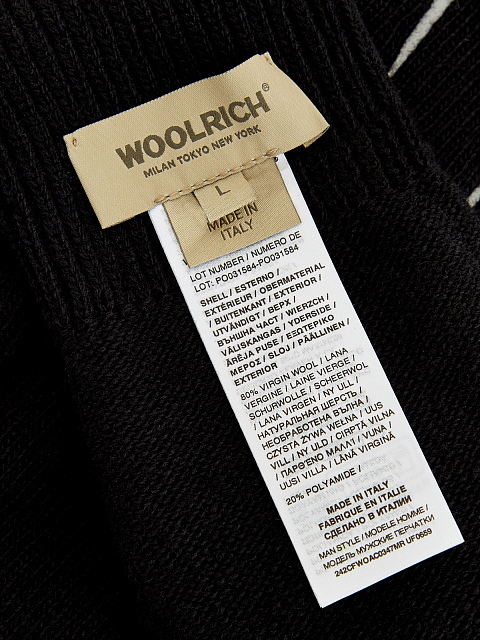 WOOLRICH®
MILAN TOKYO NEW YORK
L
MADE IN
ITALY
LOT NUMBER / NUMERO DE
LOT: PO031584-PO031584
SHELL / ESTERNO /
EXTÉRIEUR / OBERMATERIAL
/ BUITENKANT / EXTERIOR /
UTVÄNDIGT / ВЕРХ /
ВЪНШНА ЧАСТ / WIERZCH /
VÄLISKANGAS / YDERSIDE /
ĀRĒJA PUSE / ΕΞΩΤΕΡΙΚΟ
ΜΕΡΟΣ / SLOJ / PÄÄLLINEN /
EXTERIOR
80% VIRGIN WOOL / LANA
VERGINE / LAINE VIERGE /
SCHURWOLLE / SCHEERWOL
/ LANA VIRGEN / NY ULL /
НАТУРАЛЬНАЯ ШЕРСТЬ /
НЕОБРАБОТЕНА ВЪЛНА /
CZYSTA ŻYWA WEŁNA / UUS
VILL / NY ULD / CIRPTA VILNA
/ ΠΑΡΘΕΝΟ ΜΑΛΛΙ / VUNA /
UUSI VILLA / LÂNĂ VIRGINĂ
20% POLYAMIDE /
MADE IN ITALY
FABRIQUE EN ITALIE
СДЕЛАНО В ИТАЛИИ
MAN STYLE / MODELE HOMME /
МОДЕЛЬ МУЖСКИЕ ПЕРЧАТКИ
242CFWOAC0347MR UF0659